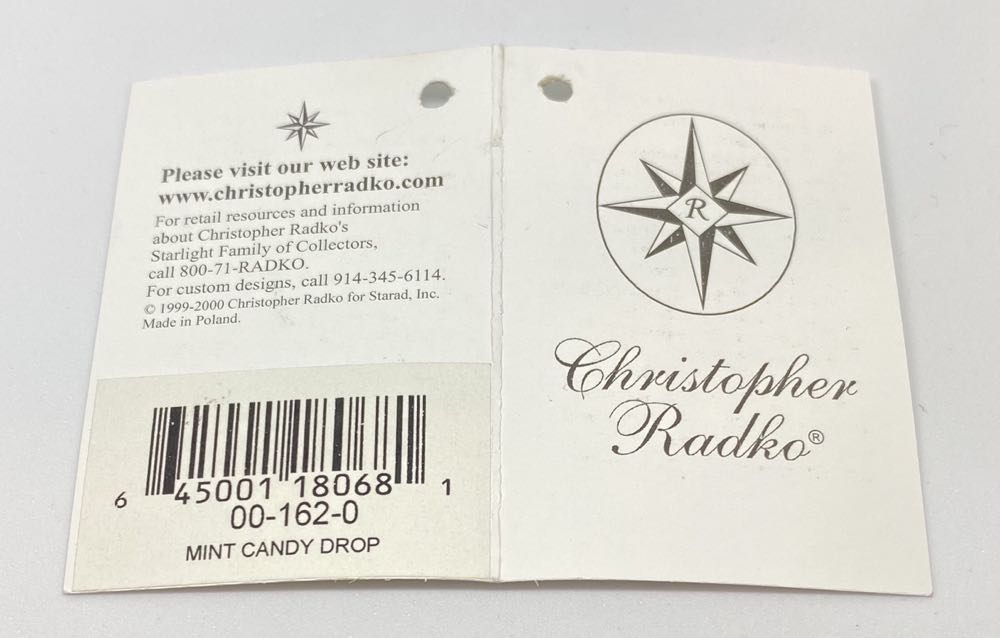 Please visit our web site:
www.christopherradko.com
For retail resources and information
about Christopher Radko's
Starlight Family of Collectors,
call 800-71-RADKO.
For custom designs, call 914-345-6114.
© 1999-2000 Christopher Radko for Starad, Inc.
Made in Poland.
6 45001 18068 1
00-162-0
MINT CANDY DROP
R
Christopher
Radko®